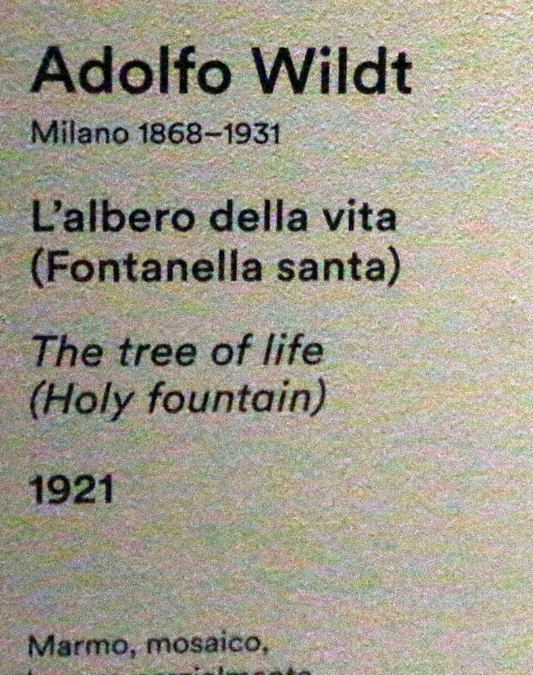 Adolfo Wildt
Milano 1868–1931
L'albero della vita
(Fontanella santa)
The tree of life
(Holy fountain)
1921
Marmo, mosaico,
parzialmente